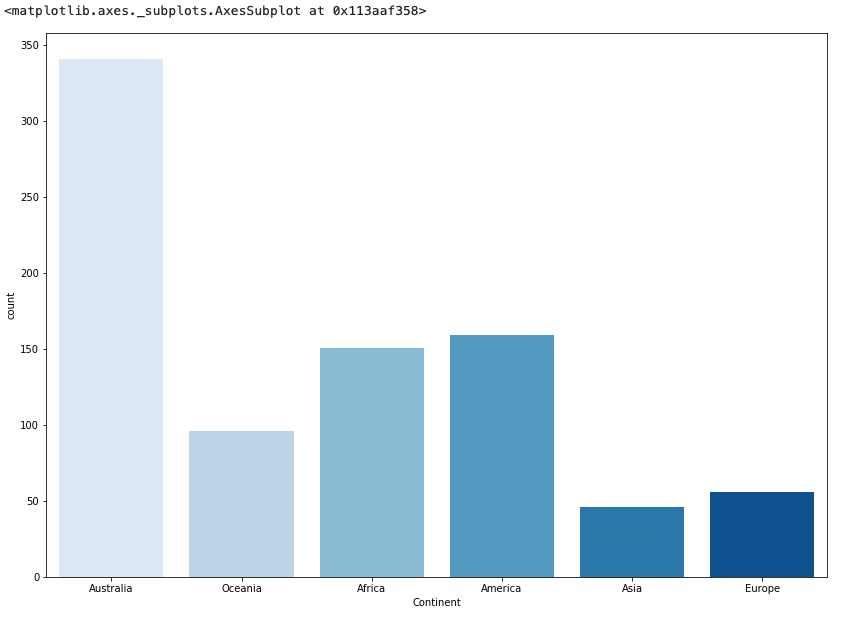 <matplotlib.axes._subplots.AxesSubplot at 0x113aaf358>
350
300
250
200
150
100
50
0
count
Australia Oceania Africa America Asia Europe
Continent